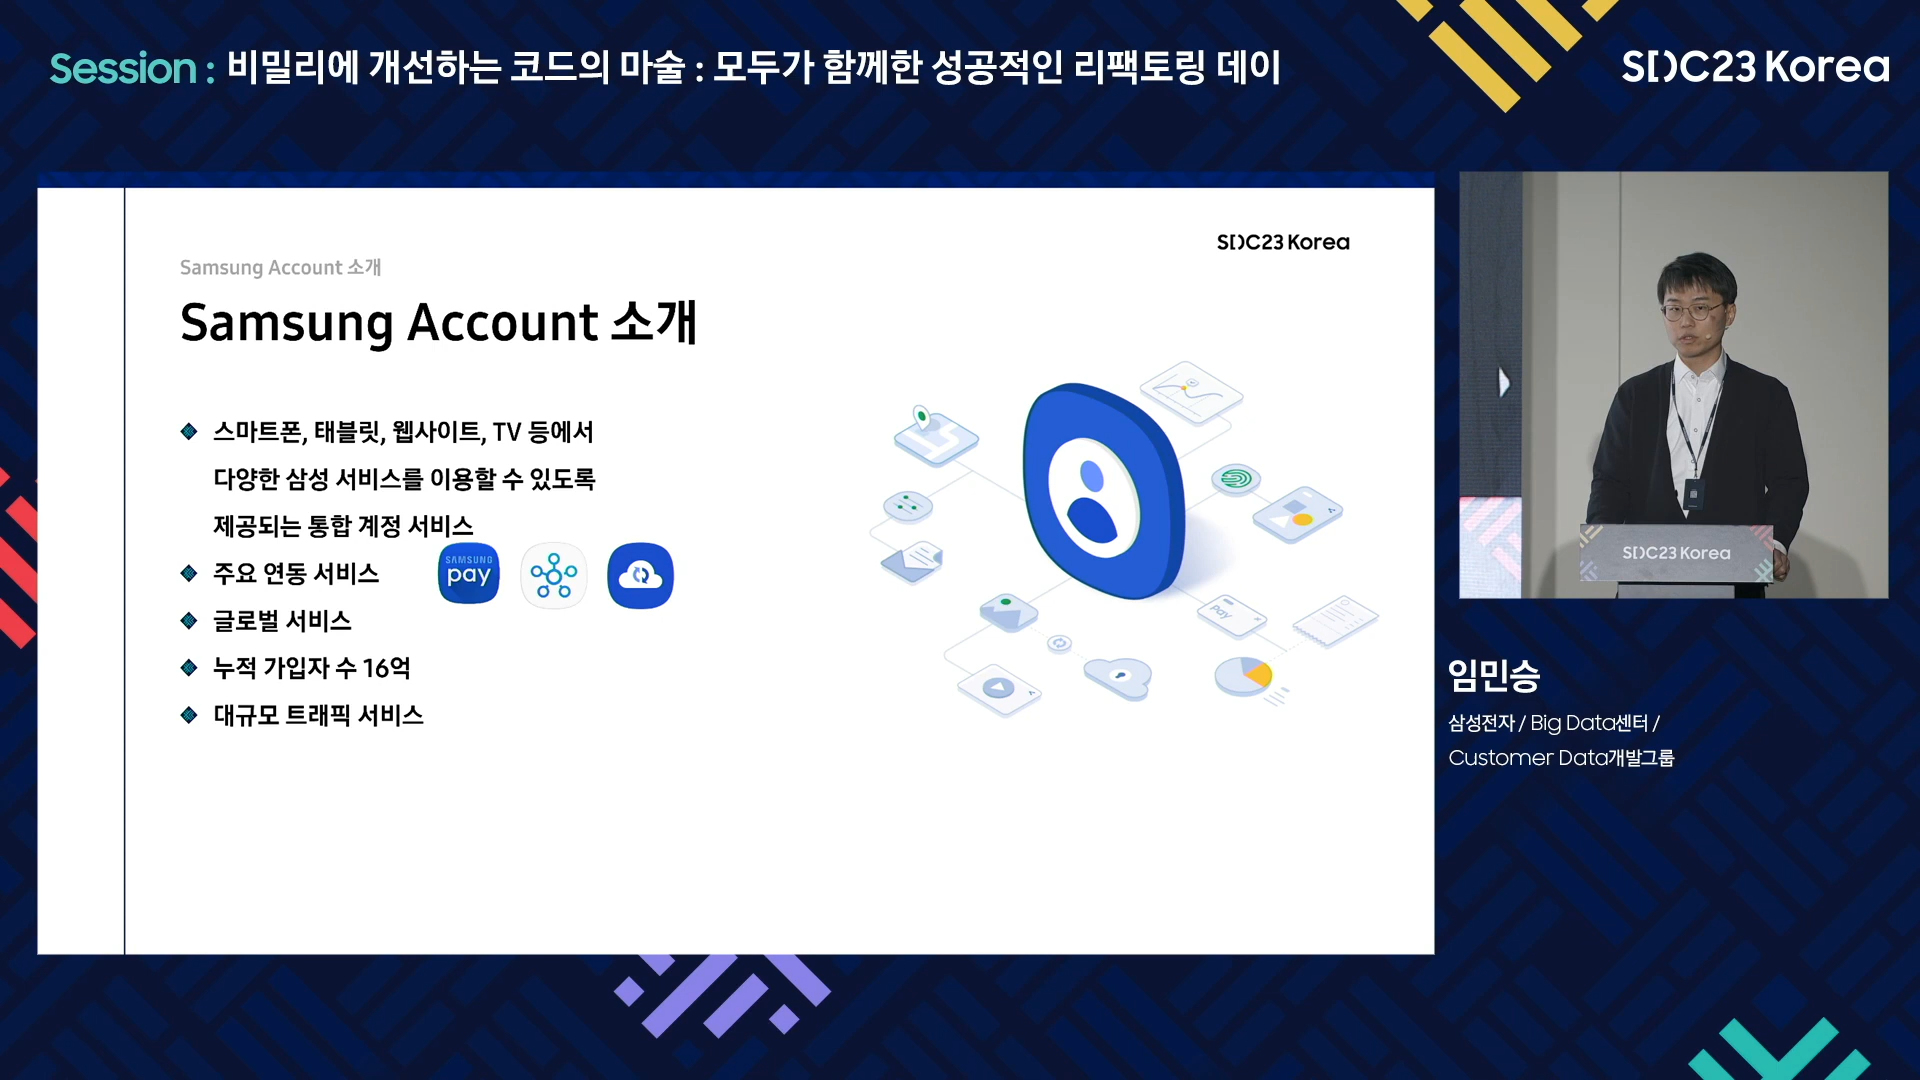 Session : 비밀리에 개선하는 코드의 마술 : 모두가 함께한 성공적인 리팩토링 데이
SDC23 Korea
SDC23 Korea
Samsung Account 소개
Samsung Account 소개
스마트폰, 태블릿, 웹사이트, TV 등에서
다양한 삼성 서비스를 이용할 수 있도록
제공되는 통합 계정 서비스
주요 연동 서비스
SAMSUNG
pay
글로벌 서비스
누적 가입자 수 16억
대규모 트래픽 서비스
pay
SDC23 Korea
임민승
삼성전자 / Big Data센터 /
Customer Data개발그룹